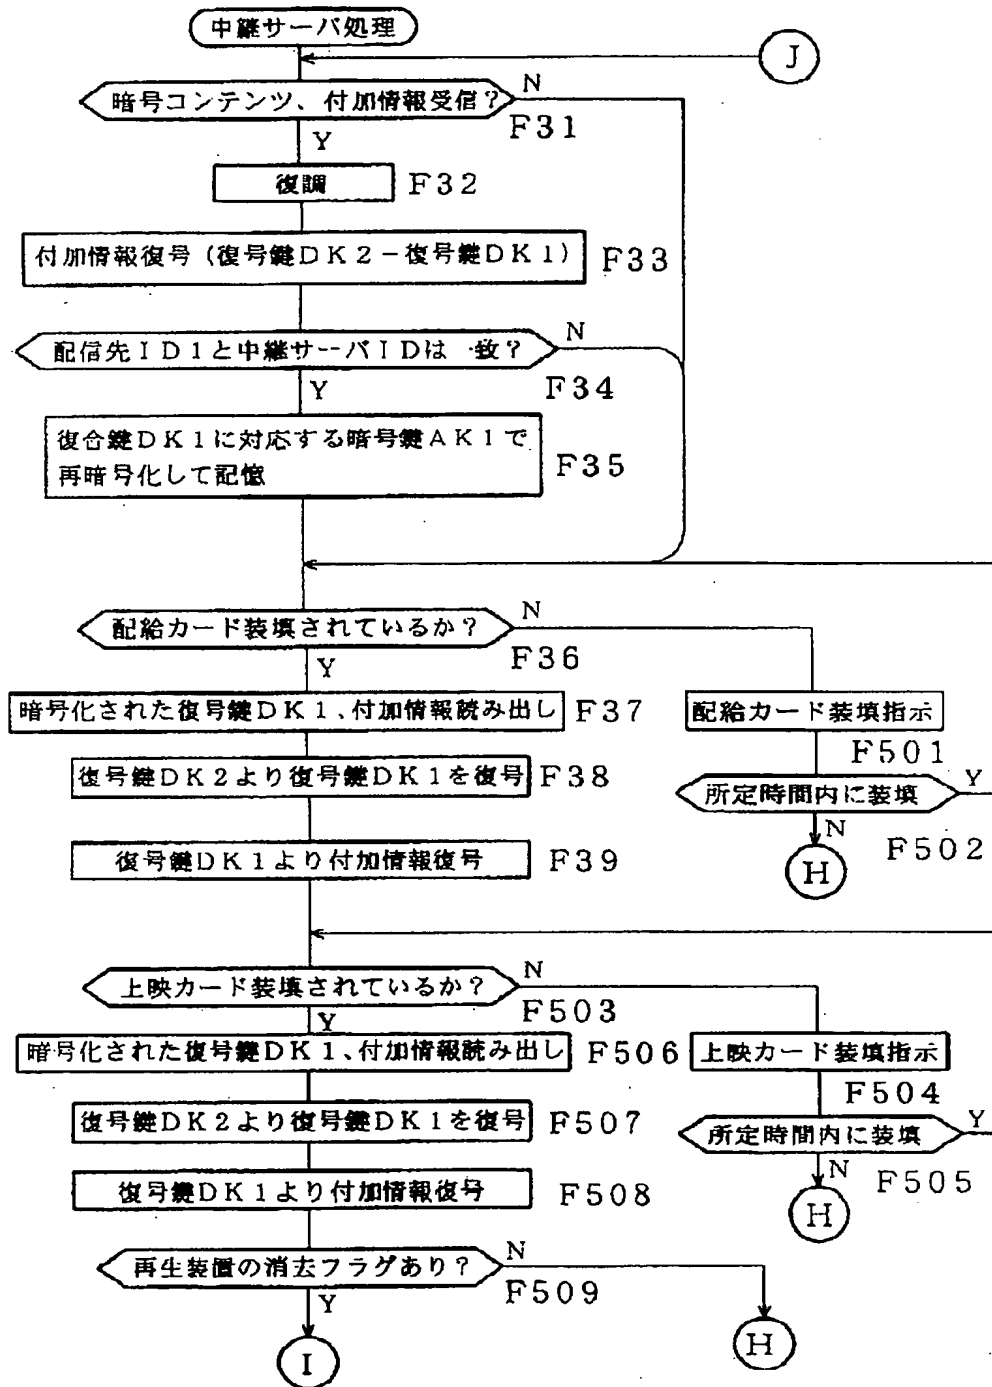 中継サーバ処理
J
暗号コンテンツ、付加情報受信?
N
F31
Y
復調
F32
付加情報復号(復号鍵DK2-復号鍵DK1)
F33
配信先ID1と中継サーバIDは一致?
N
F34
Y
復合鍵DK1に対応する暗号鍵AK1で
再暗号化して記憶
F35
配給カード装填されているか?
N
F36
Y
暗号化された復号鍵DK1、付加情報読み出し
F37
配給カード装填指示
F501
復号鍵DK2より復号鍵DK1を復号
F38
所定時間内に装填
Y
F502
N
H
復号鍵DK1より付加情報復号
F39
上映カード装填されているか?
N
F503
Y
暗号化された復号鍵DK1、付加情報読み出し
F506
上映カード装填指示
F504
復号鍵DK2より復号鍵DK1を復号
F507
所定時間内に装填
Y
F505
N
H
復号鍵DK1より付加情報復号
F508
再生装置の消去フラグあり?
N
F509
Y
I
H